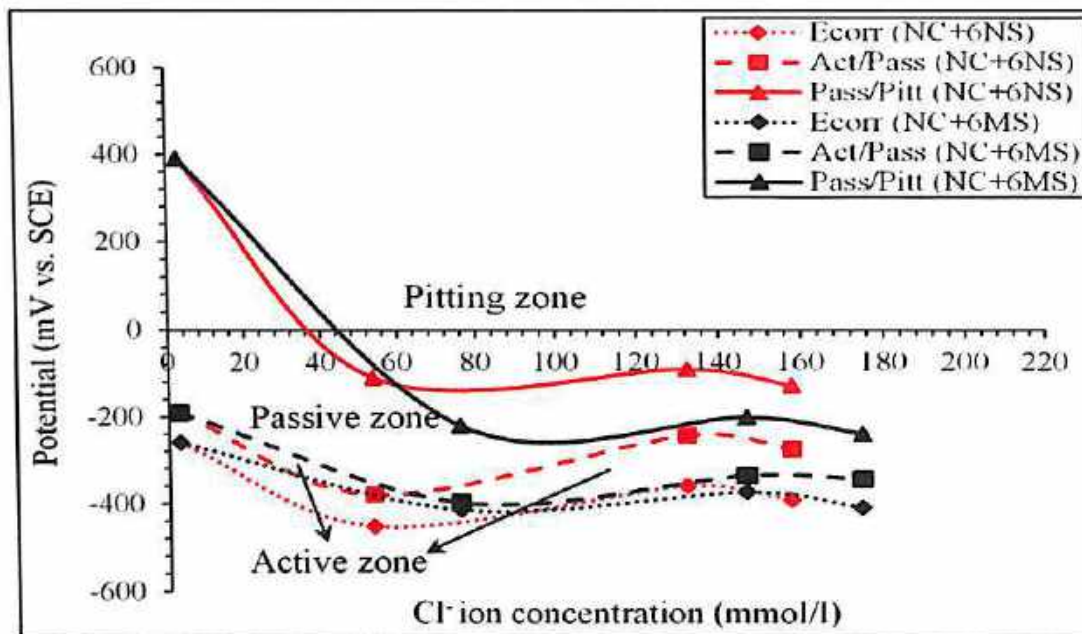 Ecorr (NC+6NS)
Act/Pass (NC+6NS)
Pass/Pitt (NC+6NS)
Ecorr (NC+6MS)
Act/Pass (NC+6MS)
Pass/Pitt (NC+6MS)
600
400
200
0
-200
-400
-600
Potential (mV vs. SCE)
0 20 40 60 80 100 120 140 160 180 200 220
Pitting zone
Passive zone
Active zone
Cl⁻ ion concentration (mmol/l)